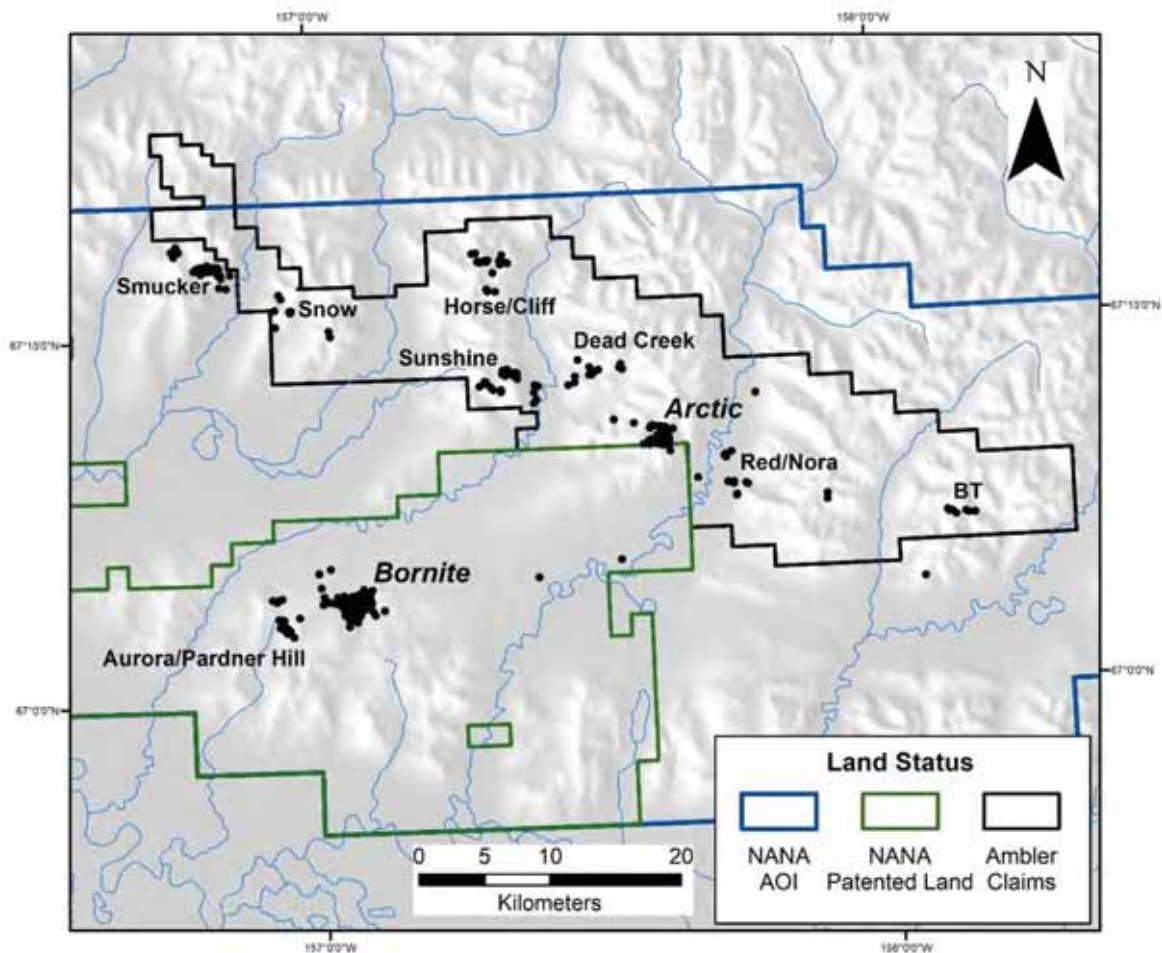 157°0'0"W
156°0'0"W
N
Smucker
Snow
Horse/Cliff
67°15'0"N
67°15'0"N
Sunshine
Dead Creek
Arctic
Red/Nora
BT
Bornite
Aurora/Pardner Hill
67°0'0"N
67°0'0"N
Land Status
NANA
AOI
NANA
Patented Land
Ambler
Claims
0 5 10 20
Kilometers
157°0'0"W
156°0'0"W